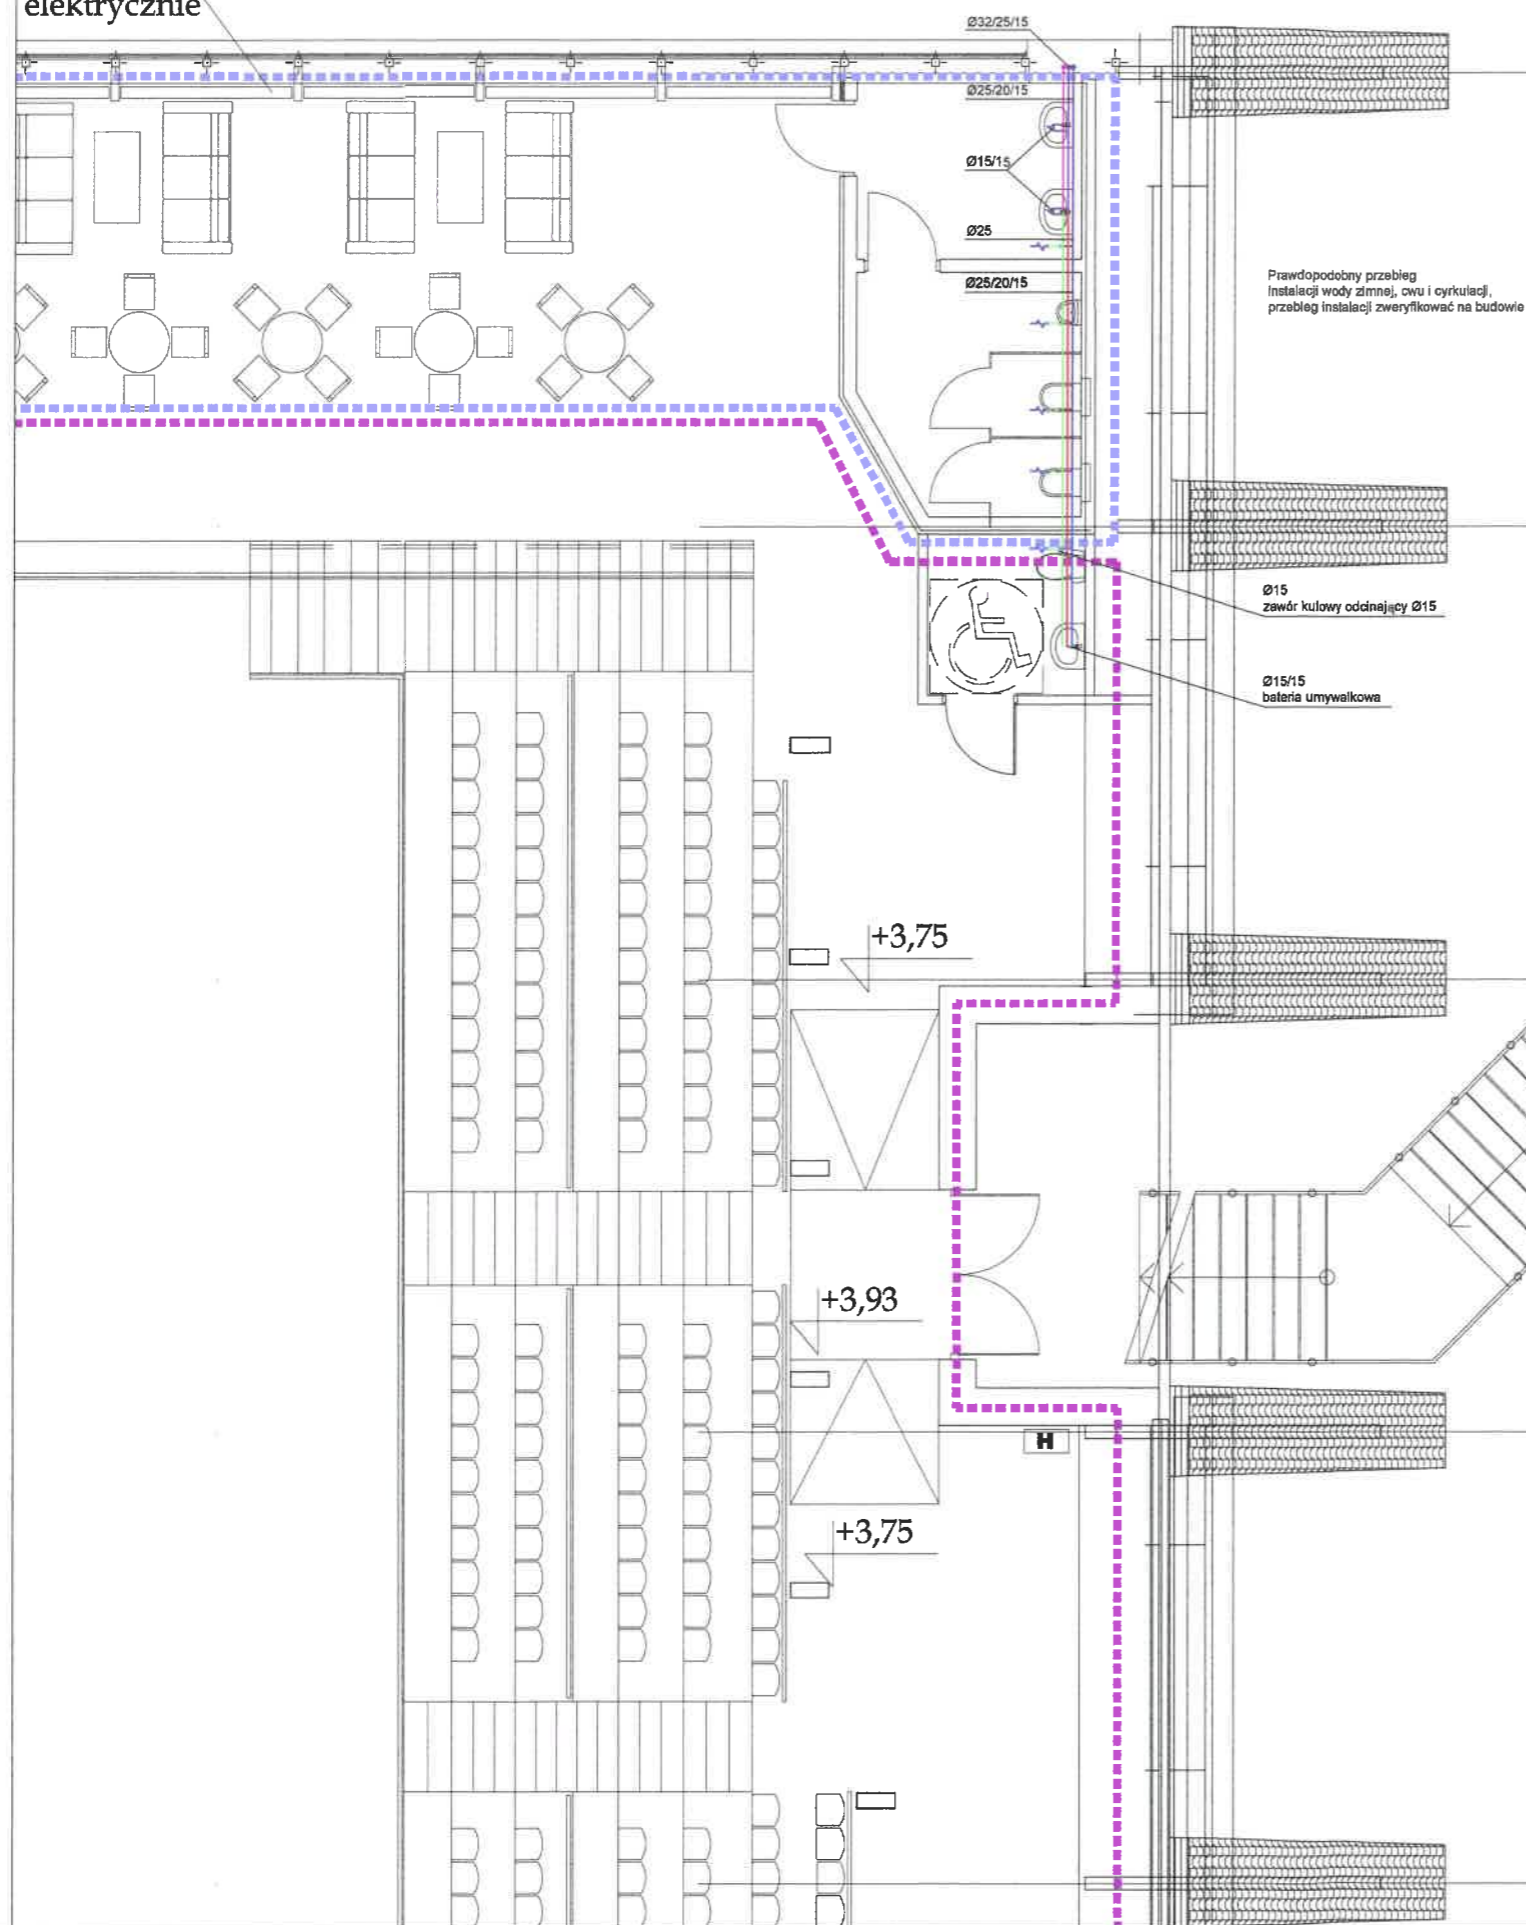 elektrycznie
Ø32/25/15
Ø25/20/15
Ø15/15
Ø25
Ø25/20/15
Prawdopodobny przebieg
instalacji wody zimnej, cwu i cyrkulacji,
przebieg instalacji zweryfikować na budowie
Ø15
zawór kulowy odcinający Ø15
Ø15/15
bateria umywalkowa
+3,75
+3,93
H
+3,75